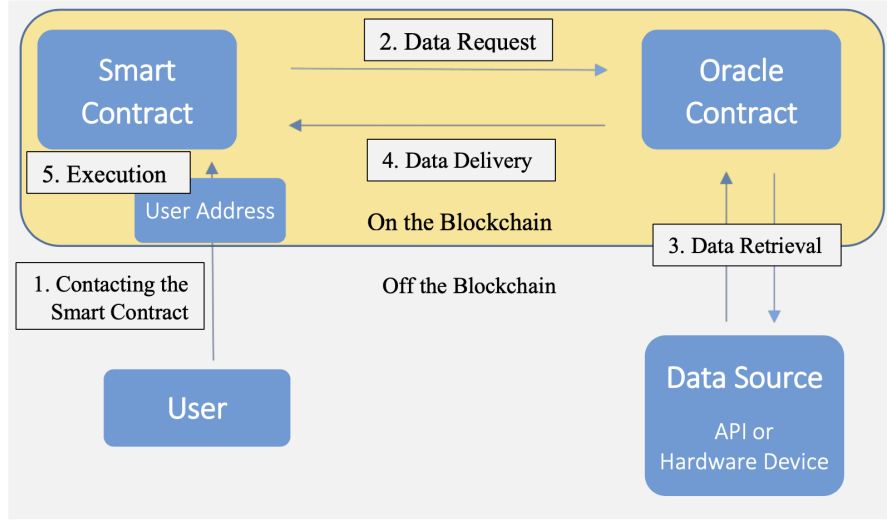 2. Data Request
Smart
Contract
Oracle
Contract
4. Data Delivery
5. Execution
User Address
On the Blockchain
3. Data Retrieval
1. Contacting the
Smart Contract
Off the Blockchain
User
Data Source
API or
Hardware Device